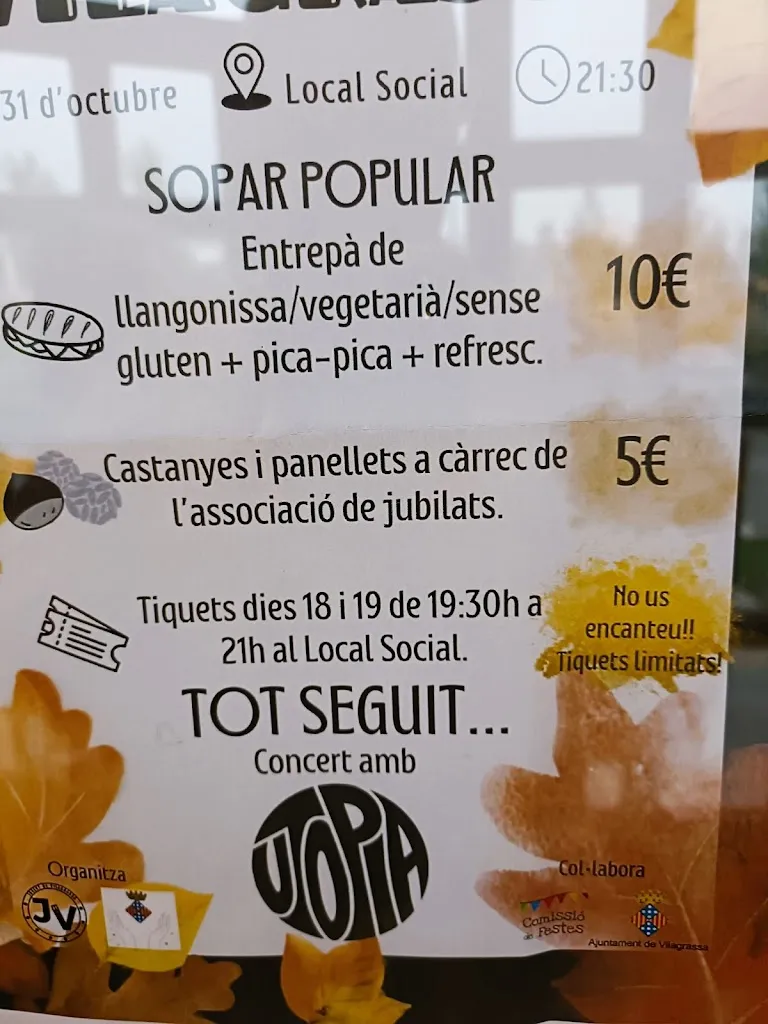 31 d'octubre
Local Social
21:30
SOPAR POPULAR
Entrepà de
llangonissa/vegetarià/sense
gluten + pica-pica + refresc.
10€
Castanyes i panellets a càrrec de
l'associació de jubilats.
5€
Tiquets dies 18 i 19 de 19:30h a
21h al Local Social.
No us
encanteu!!
Tiquets limitats!
TOT SEGUIT...
Concert amb
UTOPIA
Organitza
JV
Col·labora
Comissió
de Festes
Ajuntament de Vilagrassa